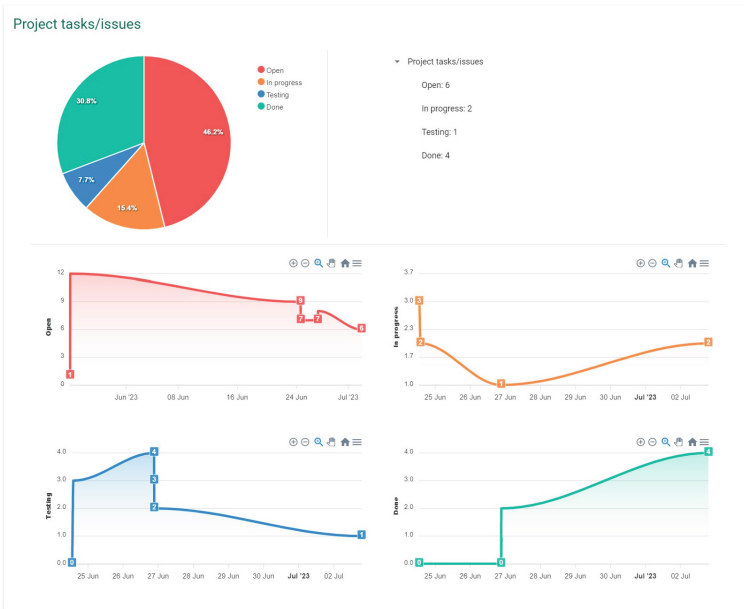 Project tasks/issues
Open
In progress
Testing
Done
30.8%
46.2%
7.7%
15.4%
Project tasks/issues
Open: 6
In progress: 2
Testing: 1
Done: 4
12
9
6
3
0
Open
1
9
7
7
6
Jun '23
08 Jun
16 Jun
24 Jun
Jul '23
3.7
3.0
2.3
1.7
1.0
In progress
3
2
1
2
25 Jun
26 Jun
27 Jun
28 Jun
29 Jun
30 Jun
Jul '23
02 Jul
4.0
3.0
2.0
1.0
0.0
Testing
0
4
3
2
1
25 Jun
26 Jun
27 Jun
28 Jun
29 Jun
30 Jun
Jul '23
02 Jul
4.0
3.0
2.0
1.0
0.0
Done
0
0
4
25 Jun
26 Jun
27 Jun
28 Jun
29 Jun
30 Jun
Jul '23
02 Jul